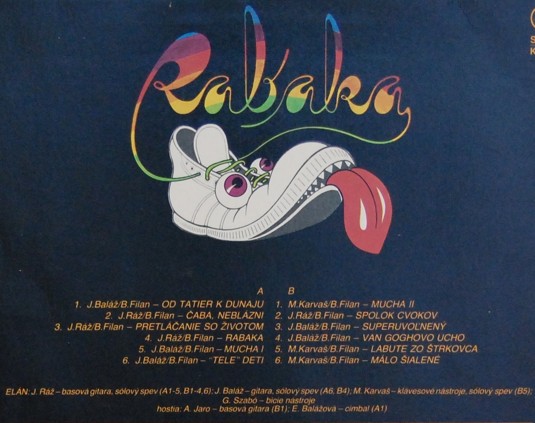 Rabaka
A B
1. J.Baláž/B.Filan – OD TATIER K DUNAJU 1. M.Karvaš/B.Filan – MUCHA II
2. J.Ráž/B.Filan – ČABA, NEBLÁZNI 2. J.Ráž/B.Filan – SPOLOK CVOKOV
3. J.Ráž/B.Filan – PRETLÁČANIE SO ŽIVOTOM 3. J.Baláž/B.Filan – SUPERUVOĽNENÝ
4. J.Ráž/B.Filan – RABAKA 4. J.Baláž/B.Filan – VAN GOGHOVO UCHO
5. J.Baláž/B.Filan – MUCHA I 5. M.Karvaš/B.Filan – LABUTE ZO ŠTRKOVCA
6. J.Baláž/B.Filan – "TELE" DETI 6. M.Karvaš/B.Filan – MÁLO ŠIALENÉ
ELÁN: J. Ráž – basová gitara, sólový spev (A1-5, B1-4,6); J. Baláž – gitara, sólový spev (A6, B4); M. Karvaš – klávesové nástroje, sólový spev (B5);
G. Szabó – bicie nástroje
hostia: A. Jaro – basová gitara (B1); E. Balážová – cimbal (A1)